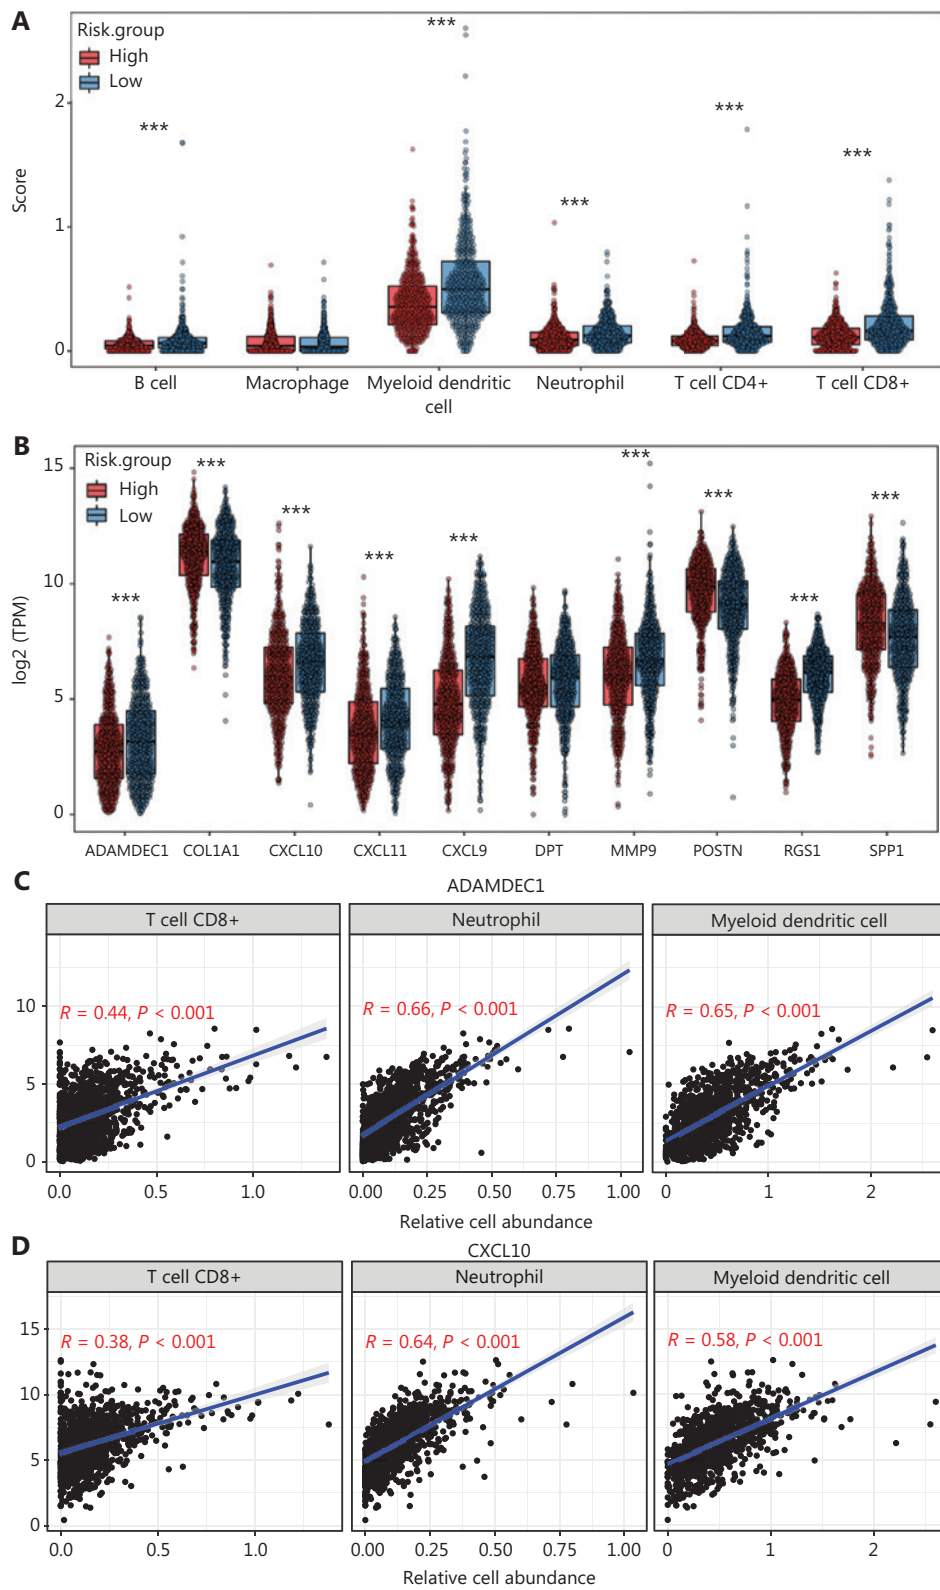 A
Risk.group
High
Low
***
***
***
***
***
2
1
0
Score
B cell
Macrophage
Myeloid dendritic
cell
Neutrophil
T cell CD4+
T cell CD8+
B
Risk.group
High
Low
***
***
***
***
***
***
***
***
***
15
10
5
0
log2 (TPM)
ADAMDEC1
COL1A1
CXCL10
CXCL11
CXCL9
DPT
MMP9
POSTN
RGS1
SPP1
C
ADAMDEC1
T cell CD8+
Neutrophil
Myeloid dendritic cell
R = 0.44, P < 0.001
R = 0.66, P < 0.001
R = 0.65, P < 0.001
10
5
0
0.0 0.5 1.0
0.00 0.25 0.50 0.75 1.00
0 1 2
Relative cell abundance
D
CXCL10
T cell CD8+
Neutrophil
Myeloid dendritic cell
R = 0.38, P < 0.001
R = 0.64, P < 0.001
R = 0.58, P < 0.001
15
10
5
0
0.0 0.5 1.0
0.00 0.25 0.50 0.75 1.00
0 1 2
Relative cell abundance